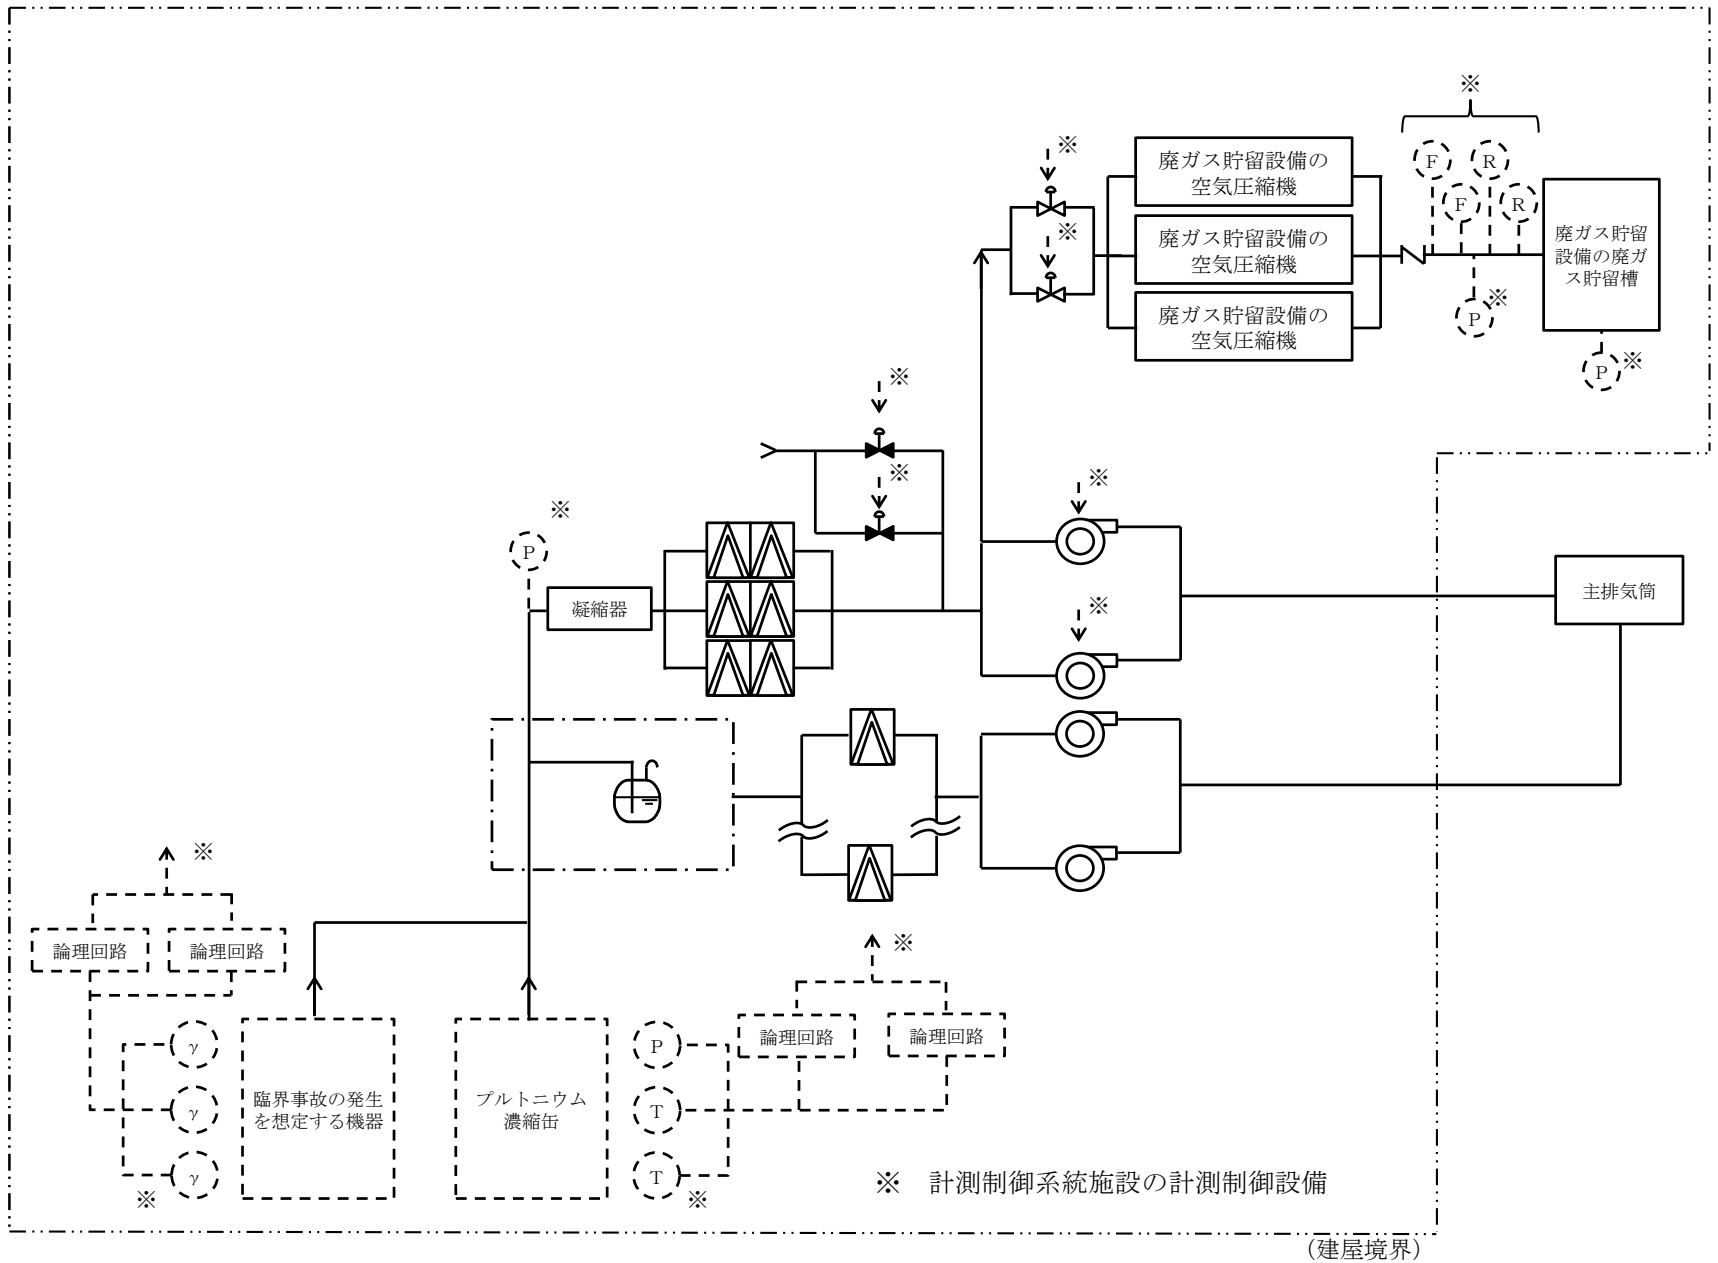 ※
※
廃ガス貯留設備の
空気圧縮機
※
廃ガス貯留設備の
空気圧縮機
廃ガス貯留設備の
空気圧縮機
F
R
F
R
廃ガス貯留
設備の廃ガ
ス貯留槽
P
※
P
※
※
※
※
P
※
凝縮器
※
主排気筒
※
論理回路
論理回路
※
論理回路
論理回路
γ
γ
γ
※
臨界事故の発生
を想定する機器
プルトニウム
濃縮缶
P
T
T
※
※ 計測制御系統施設の計測制御設備
（建屋境界）